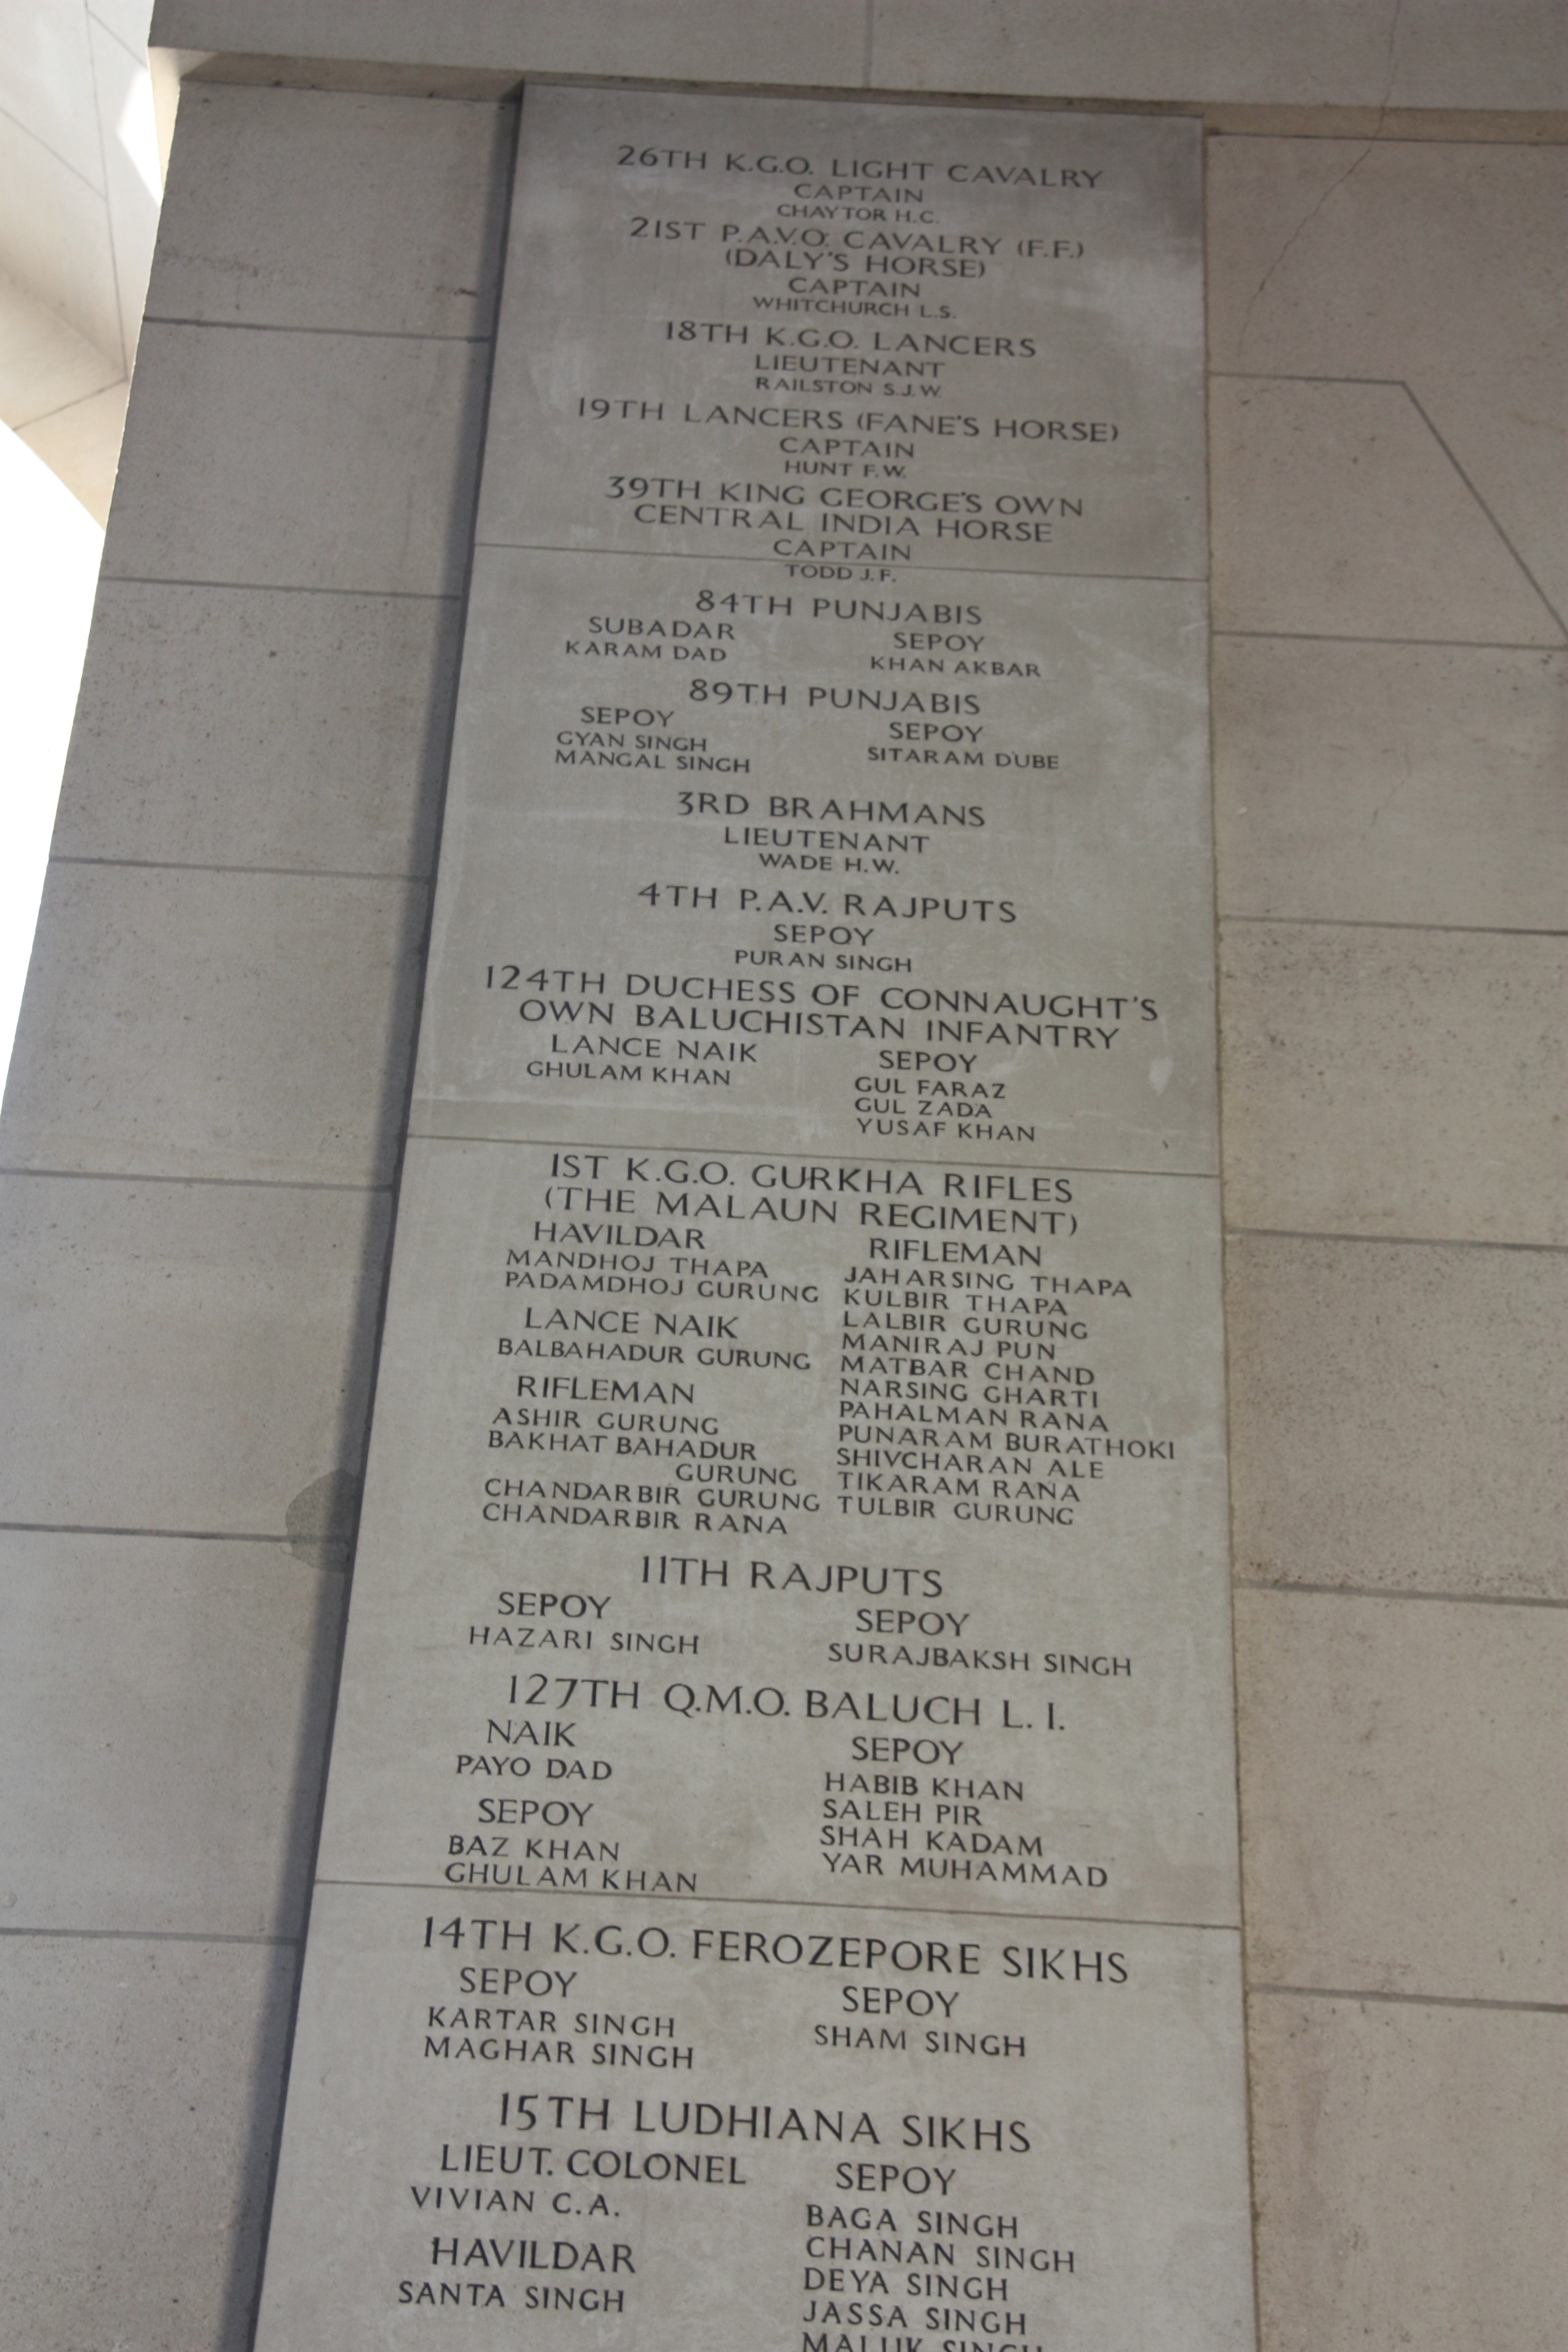 26TH K.G.O. LIGHT CAVALRY
CAPTAIN
CHAYTOR H.C.
21ST P.A.V.O. CAVALRY (F.F.)
(DALY'S HORSE)
CAPTAIN
WHITCHURCH L.S.
18TH K.G.O. LANCERS
LIEUTENANT
RAILSTON S.J.W.
19TH LANCERS (FANE'S HORSE)
CAPTAIN
HUNT F.W.
39TH KING GEORGE'S OWN
CENTRAL INDIA HORSE
CAPTAIN
TODD J.F.
84TH PUNJABIS
SUBADAR
KARAM DAD
SEPOY
KHAN AKBAR
89TH PUNJABIS
SEPOY
GYAN SINGH
MANGAL SINGH
SEPOY
SITARAM DUBE
3RD BRAHMANS
LIEUTENANT
WADE H.W.
4TH P.A.V. RAJPUTS
SEPOY
PURAN SINGH
124TH DUCHESS OF CONNAUGHT'S
OWN BALUCHISTAN INFANTRY
LANCE NAIK
GHULAM KHAN
SEPOY
GUL FARAZ
GUL ZADA
YUSAF KHAN
1ST K.G.O. GURKHA RIFLES
(THE MALAUN REGIMENT)
HAVILDAR
MANDHOJ THAPA
PADAMDHOJ GURUNG
LANCE NAIK
BALBAHADUR GURUNG
RIFLEMAN
ASHIR GURUNG
BAKHAT BAHADUR
GURUNG
CHANDARBIR GURUNG
CHANDARBIR RANA
RIFLEMAN
JAHARSING THAPA
KULBIR THAPA
LALBIR GURUNG
MANIRAJ PUN
MATBAR CHAND
NARSING GHARTI
PAHALMAN RANA
PUNARAM BURATHOKI
SHIVCHARAN ALE
TIKARAM RANA
TULBIR GURUNG
11TH RAJPUTS
SEPOY
HAZARI SINGH
SEPOY
SURAJBAKSH SINGH
127TH Q.M.O. BALUCH L. I.
NAIK
PAYO DAD
SEPOY
BAZ KHAN
GHULAM KHAN
SEPOY
HABIB KHAN
SALEH PIR
SHAH KADAM
YAR MUHAMMAD
14TH K.G.O. FEROZEPORE SIKHS
SEPOY
KARTAR SINGH
MAGHAR SINGH
SEPOY
SHAM SINGH
15TH LUDHIANA SIKHS
LIEUT. COLONEL
VIVIAN C.A.
HAVILDAR
SANTA SINGH
SEPOY
BAGA SINGH
CHANAN SINGH
DEYA SINGH
JASSA SINGH
MALUK SINGH